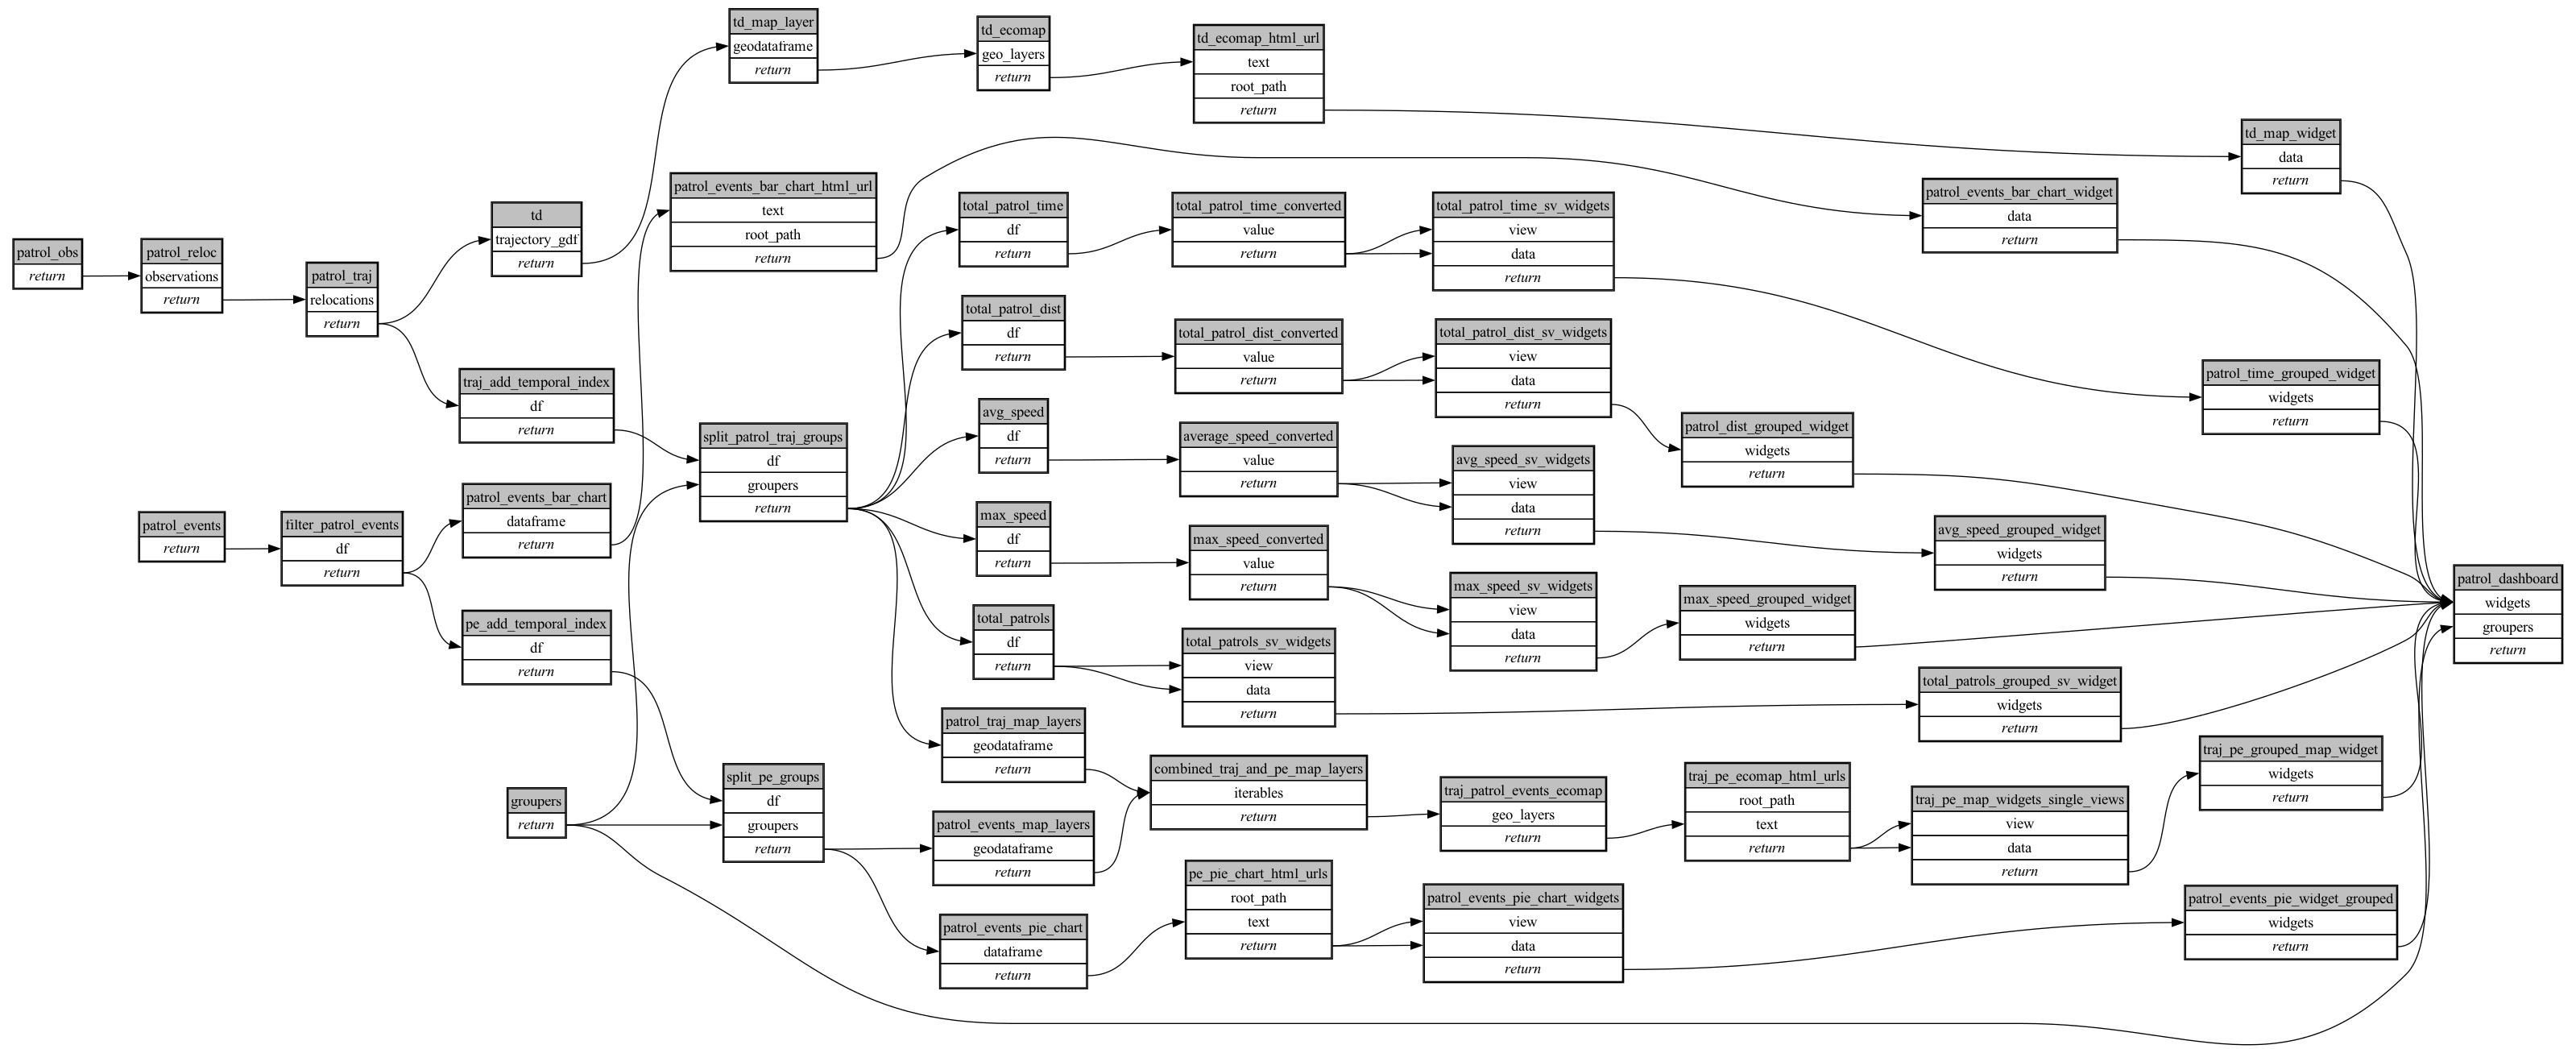 patrol_obs
return
patrol_reloc
observations
return
patrol_traj
relocations
return
td
trajectory_gdf
return
td_map_layer
geodataframe
return
td_ecomap
geo_layers
return
td_ecomap_html_url
text
root_path
return
td_map_widget
data
return
patrol_events_bar_chart_html_url
text
root_path
return
patrol_events_bar_chart_widget
data
return
total_patrol_time
df
return
total_patrol_time_converted
value
return
total_patrol_time_sv_widgets
view
data
return
patrol_time_grouped_widget
widgets
return
total_patrol_dist
df
return
total_patrol_dist_converted
value
return
total_patrol_dist_sv_widgets
view
data
return
patrol_dist_grouped_widget
widgets
return
traj_add_temporal_index
df
return
split_patrol_traj_groups
df
groupers
return
avg_speed
df
return
average_speed_converted
value
return
avg_speed_sv_widgets
view
data
return
avg_speed_grouped_widget
widgets
return
patrol_events
return
filter_patrol_events
df
return
patrol_events_bar_chart
dataframe
return
max_speed
df
return
max_speed_converted
value
return
max_speed_sv_widgets
view
data
return
max_speed_grouped_widget
widgets
return
patrol_dashboard
widgets
groupers
return
pe_add_temporal_index
df
return
total_patrols
df
return
total_patrols_sv_widgets
view
data
return
total_patrols_grouped_sv_widget
widgets
return
patrol_traj_map_layers
geodataframe
return
groupers
return
split_pe_groups
df
groupers
return
patrol_events_map_layers
geodataframe
return
combined_traj_and_pe_map_layers
iterables
return
traj_patrol_events_ecomap
geo_layers
return
traj_pe_ecomap_html_urls
root_path
text
return
traj_pe_map_widgets_single_views
view
data
return
traj_pe_grouped_map_widget
widgets
return
patrol_events_pie_chart
dataframe
return
pe_pie_chart_html_urls
root_path
text
return
patrol_events_pie_chart_widgets
view
data
return
patrol_events_pie_widget_grouped
widgets
return